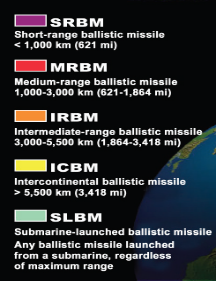 SRBM
Short-range ballistic missile
< 1,000 km (621 mi)
MRBM
Medium-range ballistic missile
1,000-3,000 km (621-1,864 mi)
IRBM
Intermediate-range ballistic missile
3,000-5,500 km (1,864-3,418 mi)
ICBM
Intercontinental ballistic missile
> 5,500 km (3,418 mi)
SLBM
Submarine-launched ballistic missile
Any ballistic missile launched
from a submarine, regardless
of maximum range